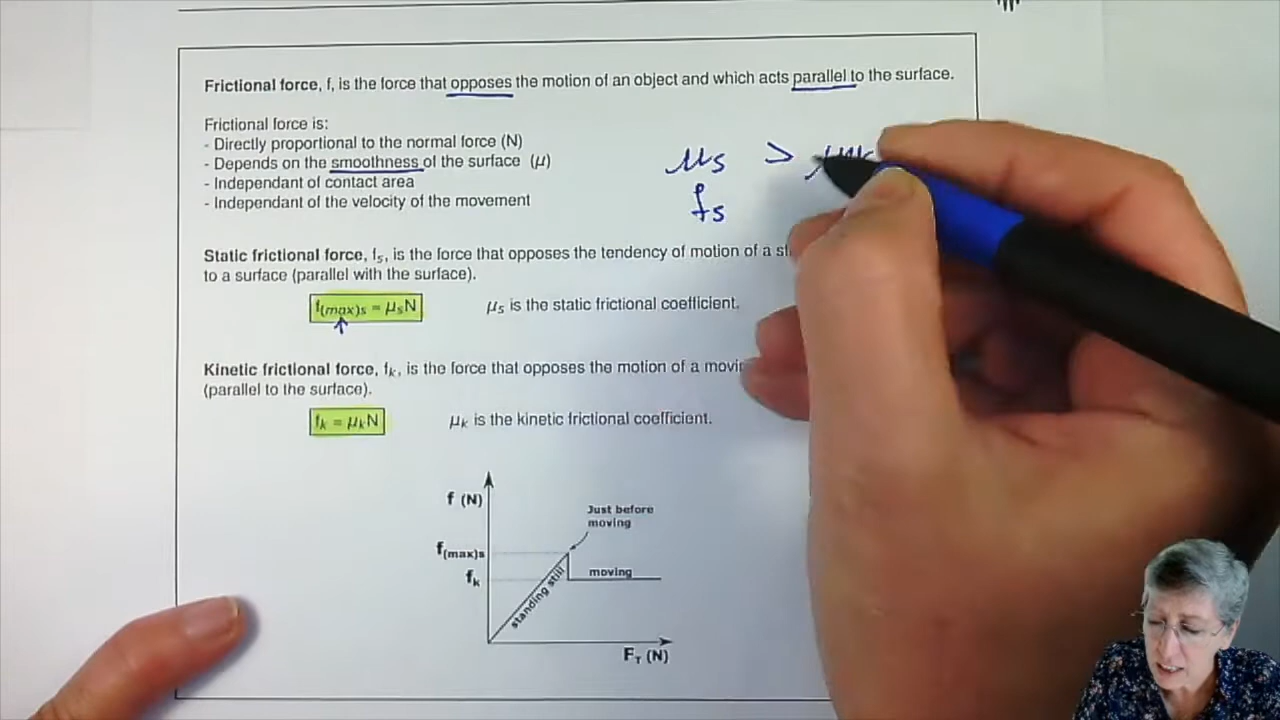 Frictional force, f, is the force that opposes the motion of an object and which acts parallel to the surface.
Frictional force is:
- Directly proportional to the normal force (N)
- Depends on the smoothness of the surface (μ)
- Independant of contact area
- Independant of the velocity of the movement
μs > μk
fs
Static frictional force, fs, is the force that opposes the tendency of motion of a
to a surface (parallel with the surface).
f(max)s = μsN
μs is the static frictional coefficient.
Kinetic frictional force, fk, is the force that opposes the motion of a
(parallel to the surface).
fk = μkN
μk is the kinetic frictional coefficient.
f (N)
Just before
moving
f(max)s
fk
moving
standing still
FT (N)